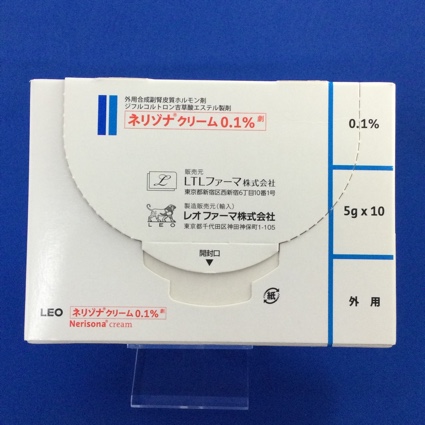 外用合成副腎皮質ホルモン剤
ジフルコルトロン吉草酸エステル製剤
ネリゾナ®クリーム0.1% 劇
0.1%
販売元
LTLファーマ株式会社
東京都新宿区西新宿6丁目10番1号
製造販売元(輸入)
レオ ファーマ株式会社
東京都千代田区神田神保町1-105
LEO
5g x 10
開封口
▼
紙
外用
LEO
ネリゾナ®クリーム0.1% 劇
Nerisona® cream